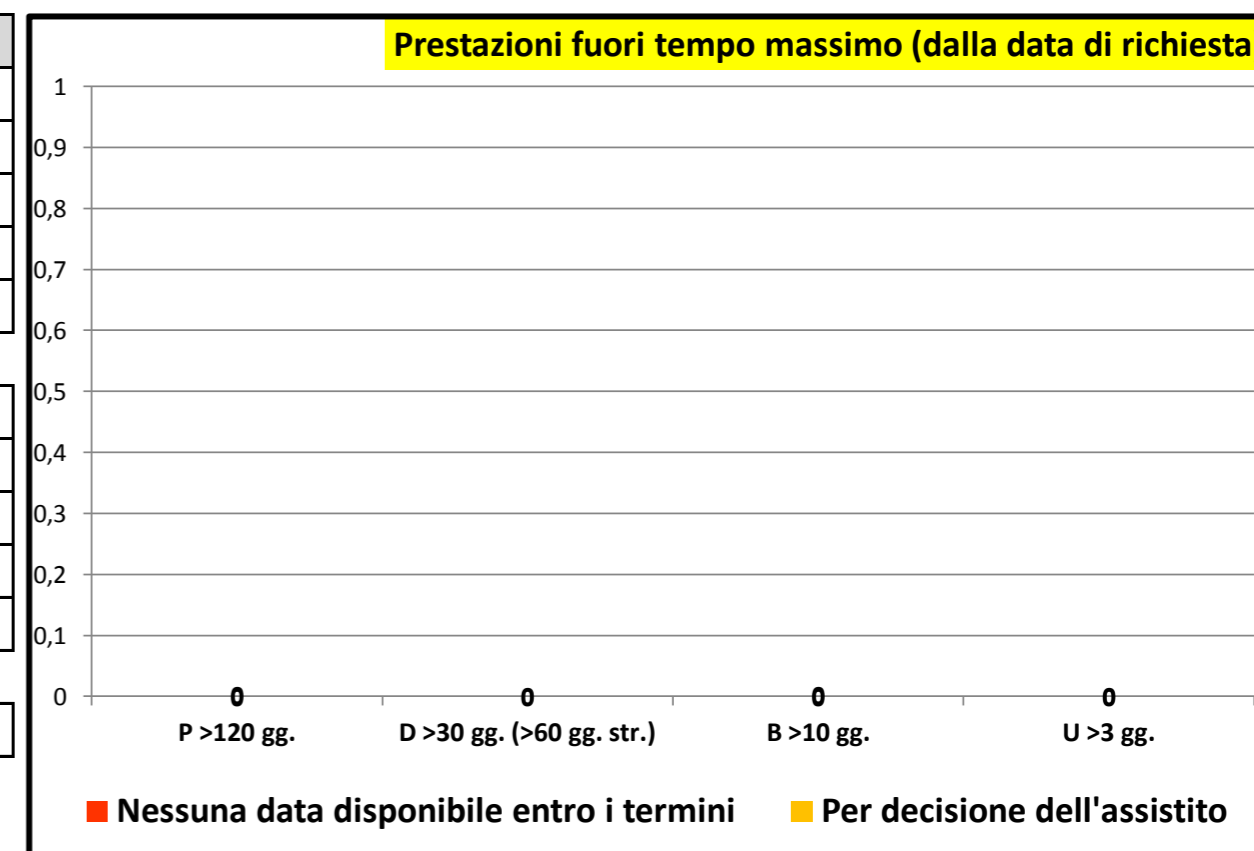 Prestazioni fuori tempo massimo (dalla data di richiesta
1
0,9
0,8
0,7
0,6
0,5
0,4
0,3
0,2
0,1
0
0 0 0 0
P >120 gg. D >30 gg. (>60 gg. str.) B >10 gg. U >3 gg.
Nessuna data disponibile entro i termini Per decisione dell'assistito